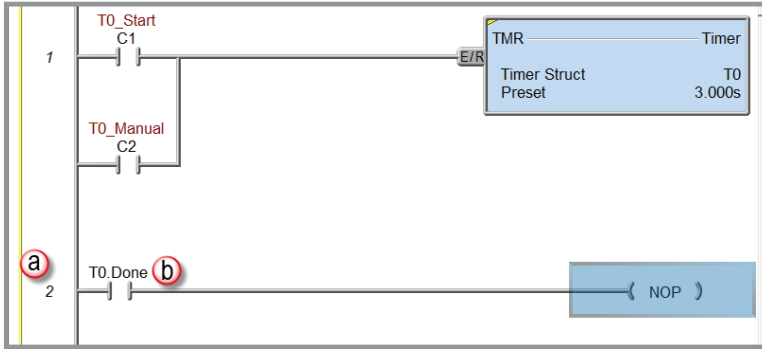 T0_Start
C1
1
E/R
TMR Timer
Timer Struct T0
Preset 3.000s
T0_Manual
C2
a
T0.Done b
2
NOP